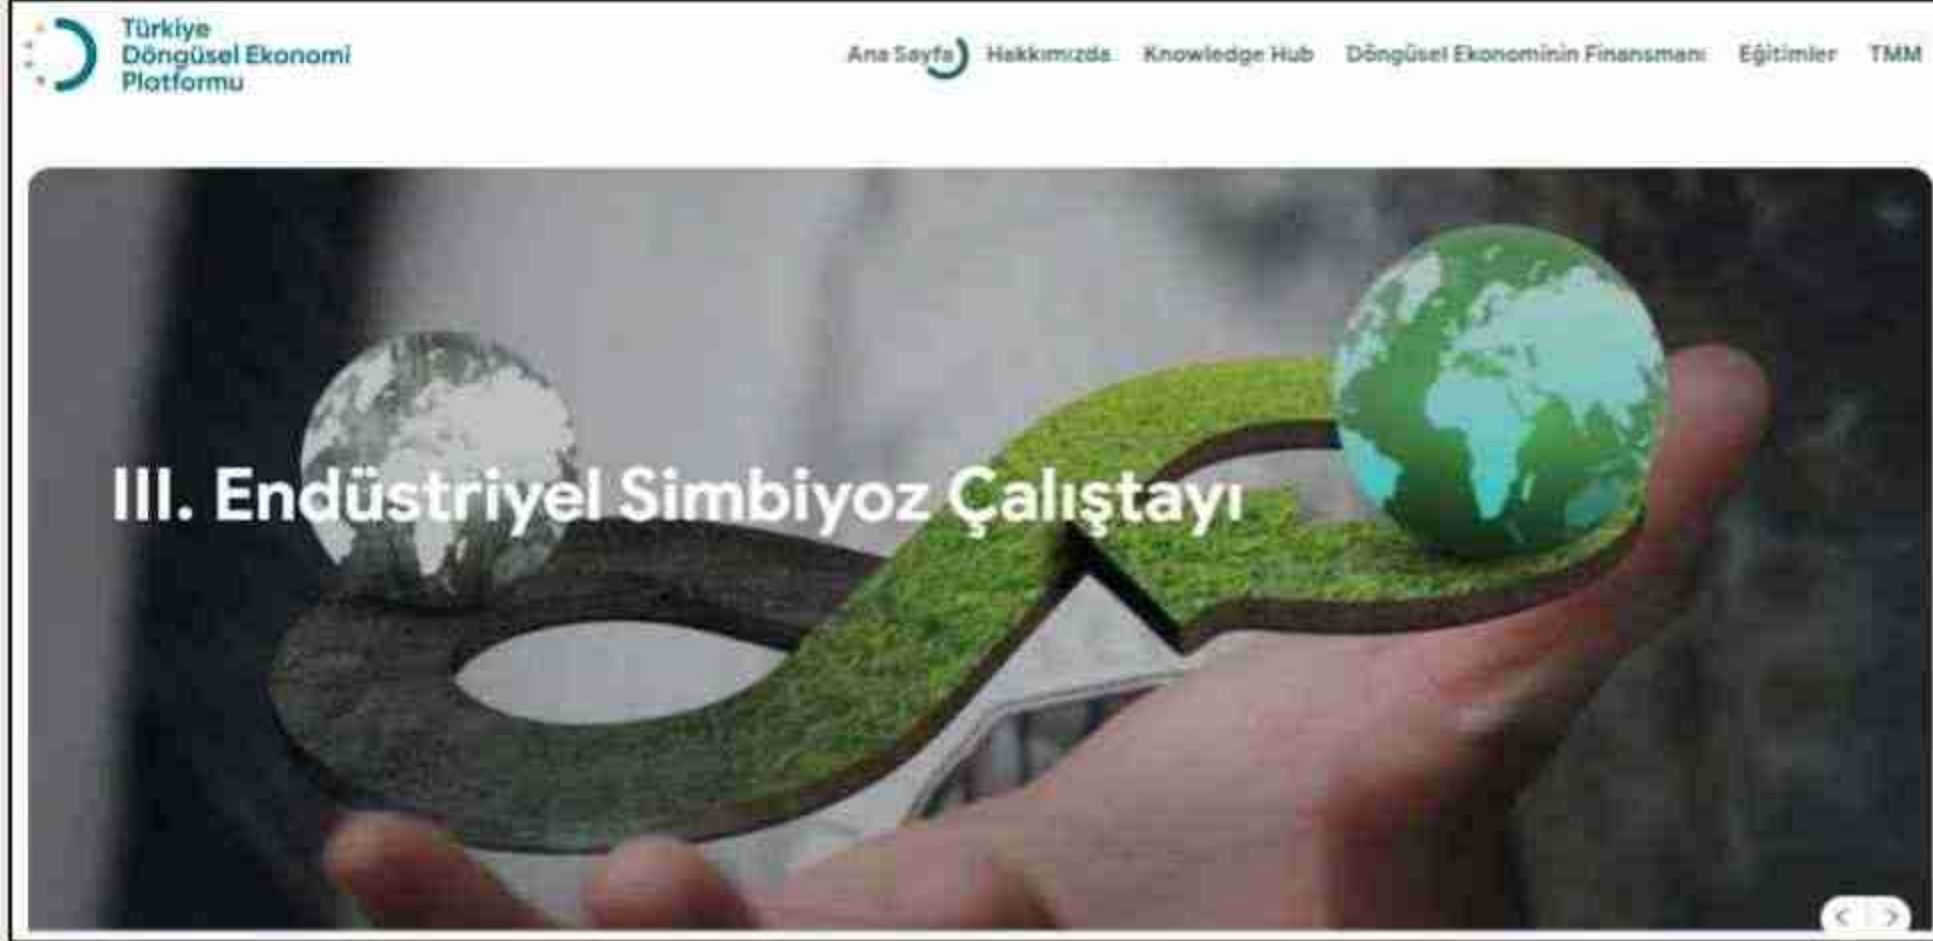 Türkiye
Döngüsel Ekonomi
Platformu
Ana Sayfa Hakkımızda Knowledge Hub Döngüsel Ekonominin Finansmanı Eğitimler TMM
III. Endüstriyel Simbiyoz Çalıştayı